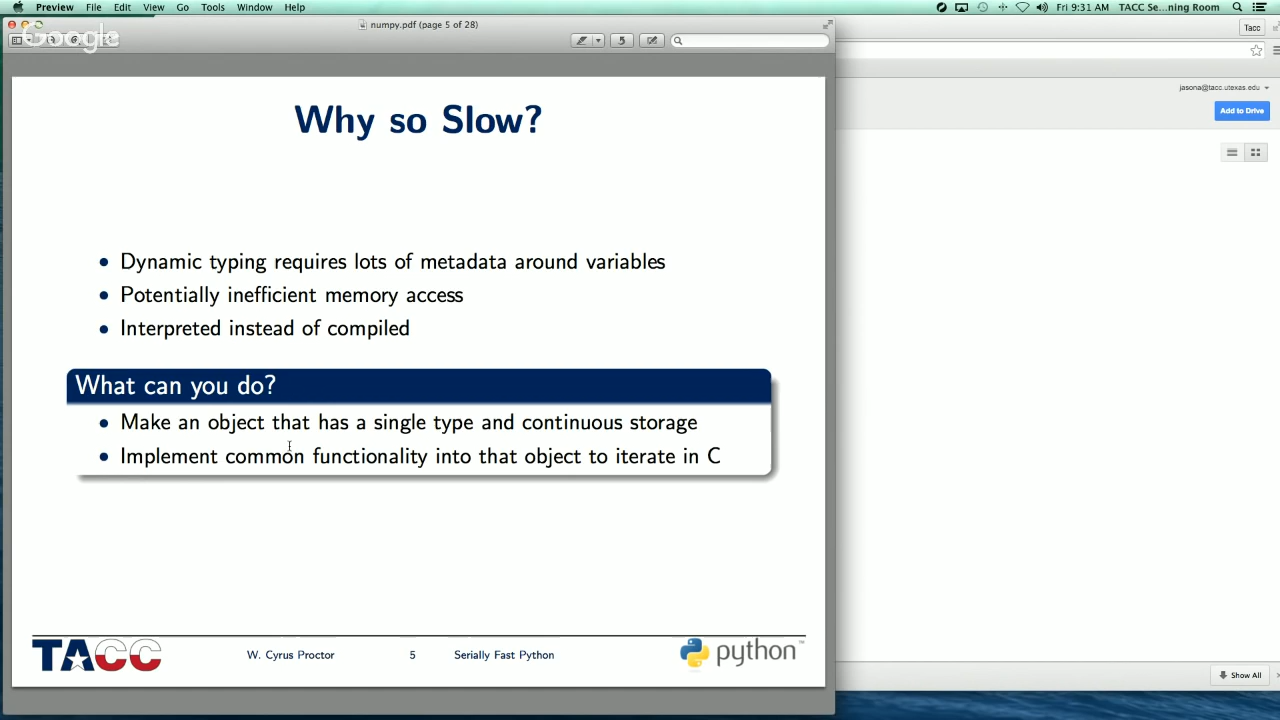 Preview File Edit View Go Tools Window Help Fri 9:31 AM TACC Se...ning Room
numpy.pdf (page 5 of 28)
Google
Tacc
jasona@tacc.utexas.edu
Add to Drive
Why so Slow?
Dynamic typing requires lots of metadata around variables
Potentially inefficient memory access
Interpreted instead of compiled
What can you do?
Make an object that has a single type and continuous storage
Implement common functionality into that object to iterate in C
TACC W. Cyrus Proctor 5 Serially Fast Python python™
Show All